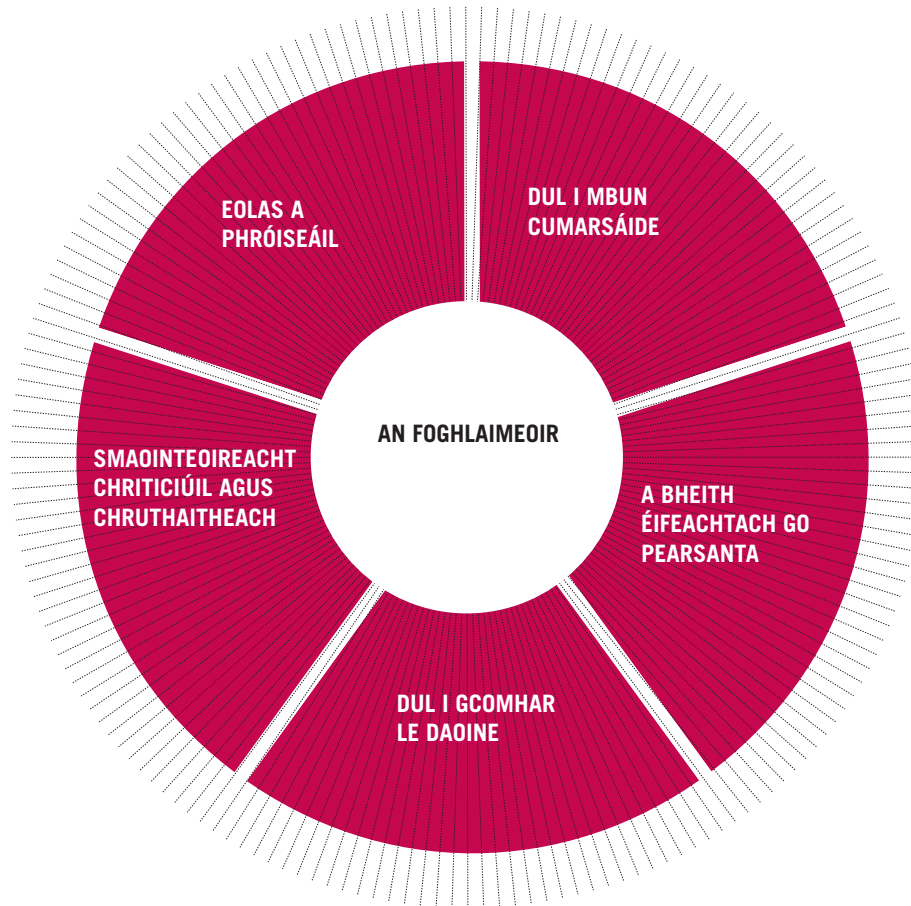 EOLAS A
PHRÓISEÁIL
DUL I MBUN
CUMARSÁIDE
AN FOGHLAIMEOIR
SMAOINTEOIREACHT
CHRITICIÚIL AGUS
CHRUTHAITHEACH
A BHEITH
ÉIFEACHTACH GO
PEARSANTA
DUL I GCOMHAR
LE DAOINE